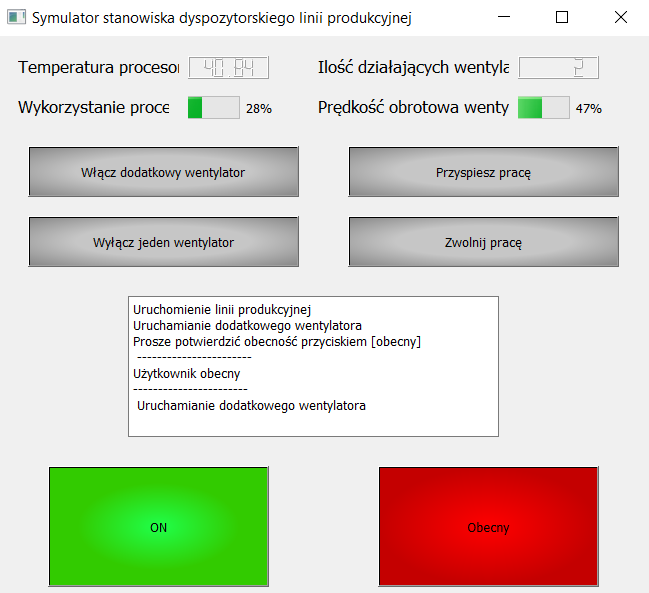 Symulator stanowiska dyspozytorskiego linii produkcyjnej
Temperatura procesor 40.84 Ilość działających wentyla 2
Wykorzystanie proce 28% Prędkość obrotowa wenty 47%
Włącz dodatkowy wentylator Przyspiesz pracę
Wyłącz jeden wentylator Zwolnij pracę
Uruchomienie linii produkcyjnej
Uruchamianie dodatkowego wentylatora
Prosze potwierdzić obecność przyciskiem [obecny]
-----------------------
Użytkownik obecny
-----------------------
Uruchamianie dodatkowego wentylatora
ON Obecny